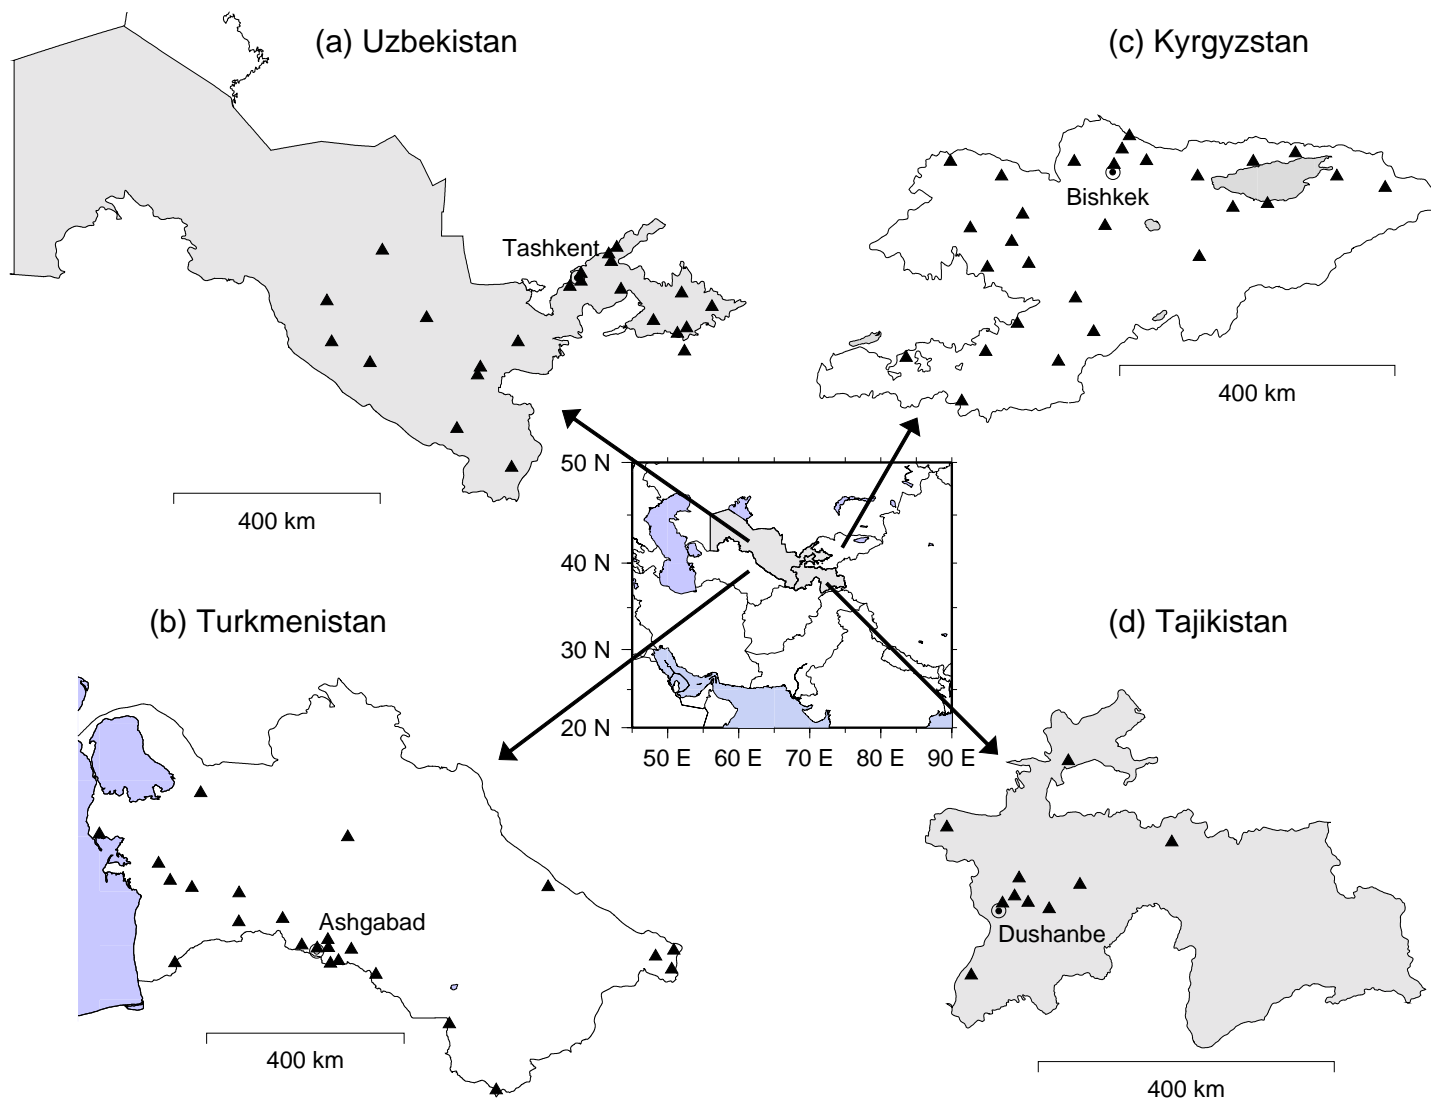 (a) Uzbekistan
(c) Kyrgyzstan
Tashkent
Bishkek
400 km
400 km
50 N
40 N
30 N
20 N
50 E 60 E 70 E 80 E 90 E
(b) Turkmenistan
(d) Tajikistan
Ashgabad
Dushanbe
400 km
400 km